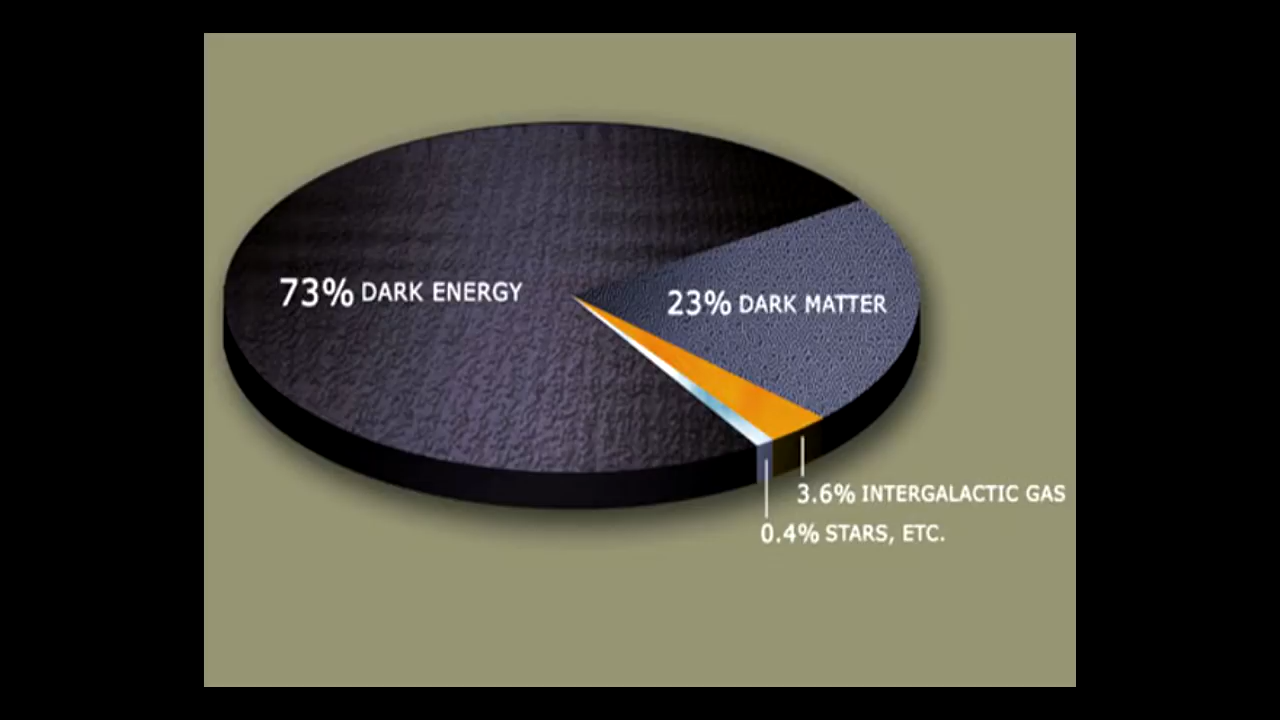 73% DARK ENERGY
23% DARK MATTER
3.6% INTERGALACTIC GAS
0.4% STARS, ETC.